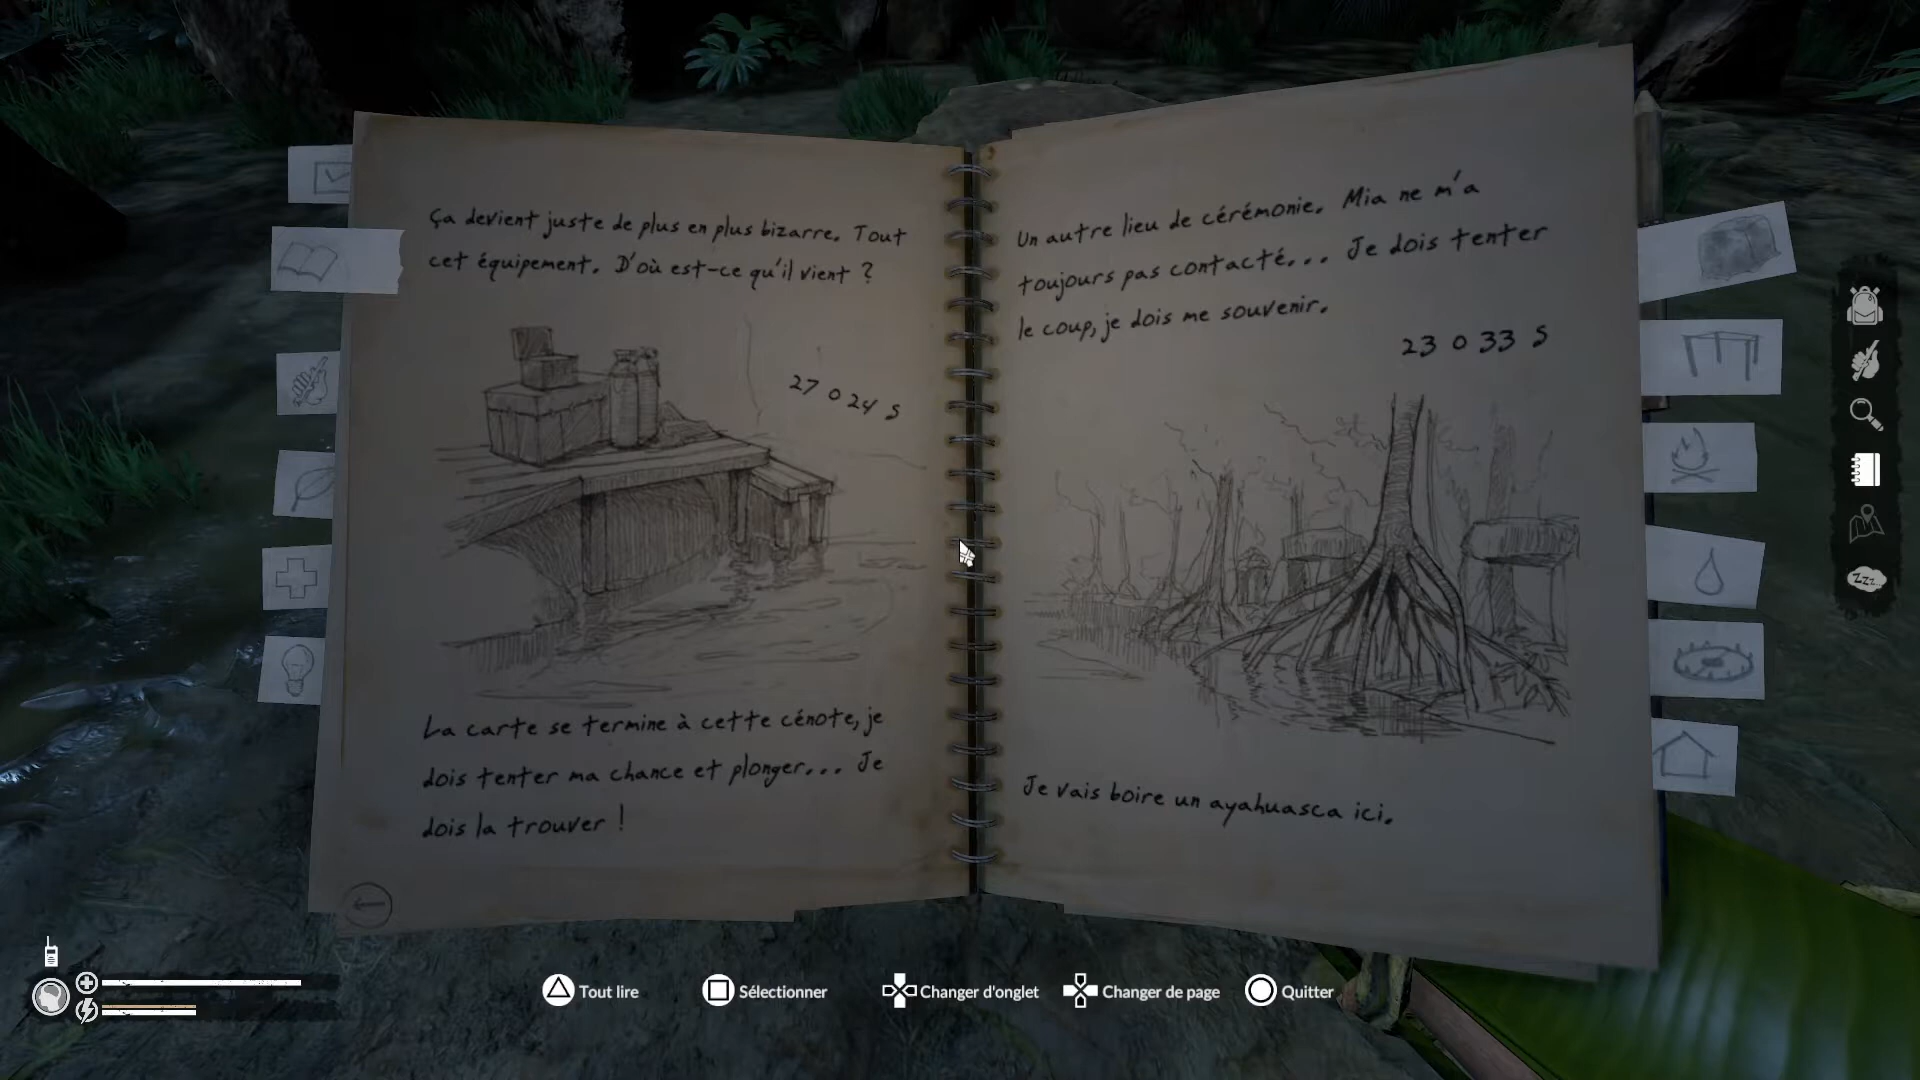 Ça devient juste de plus en plus bizarre. Tout
cet équipement. D'où est-ce qu'il vient ?
27 O 24 S
La carte se termine à cette cénote, je
dois tenter ma chance et plonger... Je
dois la trouver !
Un autre lieu de cérémonie. Mia ne m'a
toujours pas contacté... Je dois tenter
le coup, je dois me souvenir.
23 O 33 S
Je vais boire un ayahuasca ici.
Zzz...
Tout lire
Sélectionner
Changer d'onglet
Changer de page
Quitter